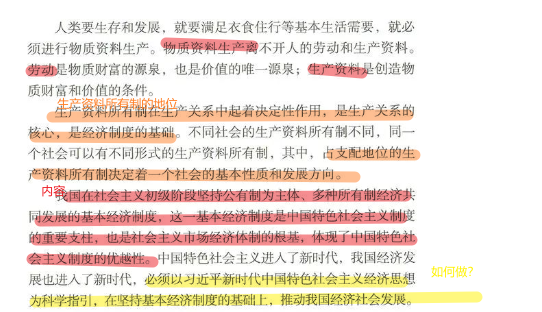 人类要生存和发展，就要满足衣食住行等基本生活需要，就必
须进行物质资料生产。物质资料生产离不开人的劳动和生产资料。
劳动是物质财富的源泉，也是价值的唯一源泉；生产资料是创造物
质财富和价值的条件。
生产资料所有制的地位
生产资料所有制在生产关系中起着决定性作用，是生产关系的
核心，是经济制度的基础。不同社会的生产资料所有制不同，同一
个社会可以有不同形式的生产资料所有制，其中，占支配地位的生
产资料所有制决定着一个社会的基本性质和发展方向。
内容
我国在社会主义初级阶段坚持公有制为主体、多种所有制经济共
同发展的基本经济制度，这一基本经济制度是中国特色社会主义制度
的重要支柱，也是社会主义市场经济体制的根基，体现了中国特色社
会主义制度的优越性。中国特色社会主义进入了新时代，我国经济发
如何做？
展也进入了新时代，必须以习近平新时代中国特色社会主义经济思想
为科学指引，在坚持基本经济制度的基础上，推动我国经济社会发展。